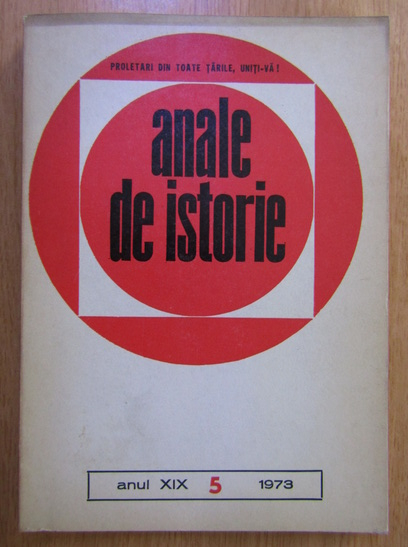 PROLETARI DIN TOATE ȚĂRILE, UNIȚI-VĂ!
anale
de istorie
anul XIX 5 1973